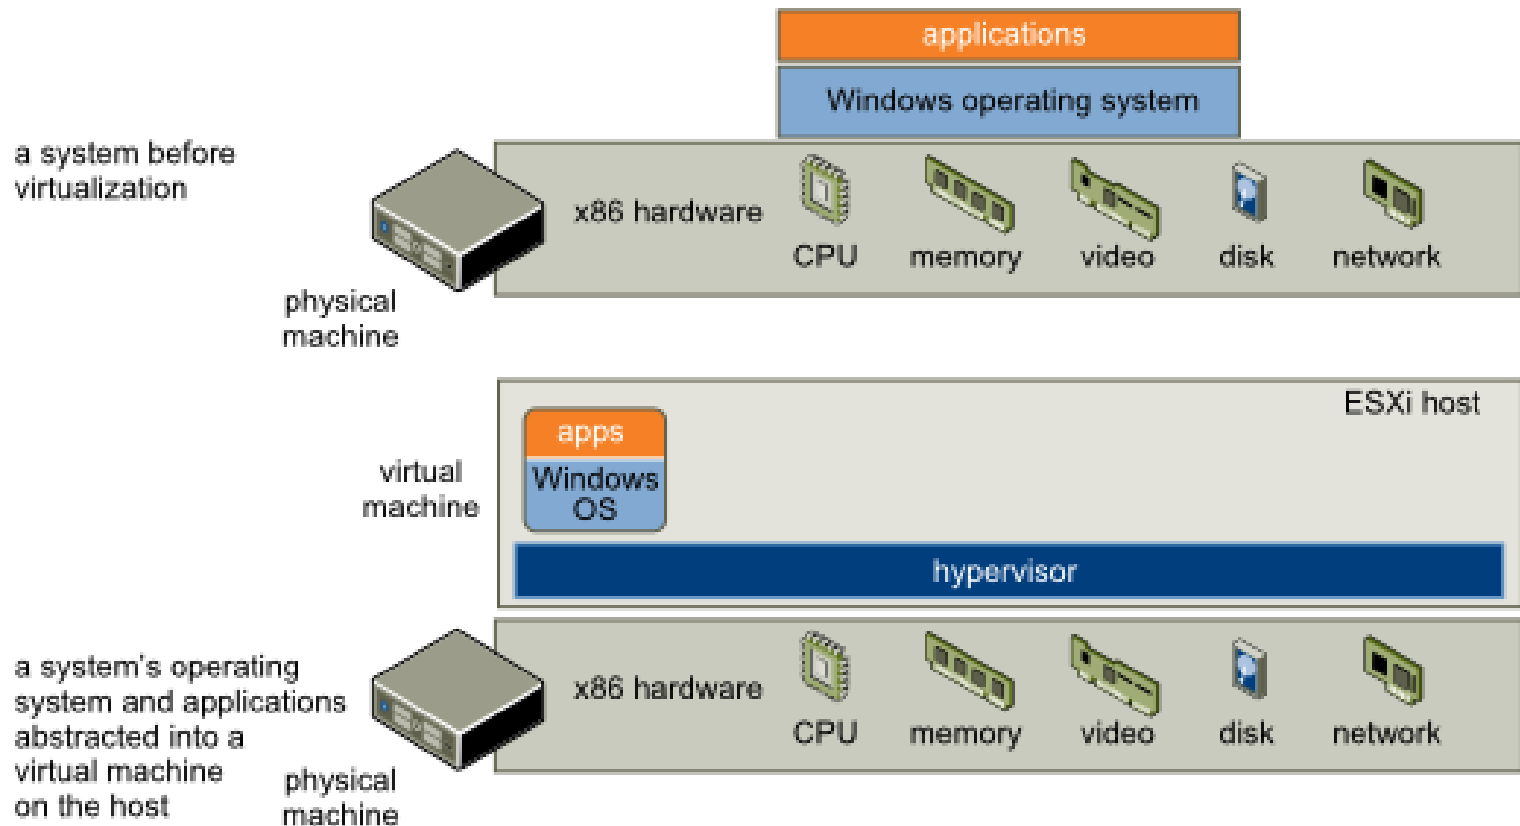 applications
Windows operating system
a system before
virtualization
x86 hardware
CPU
memory
video
disk
network
physical
machine
ESXi host
apps
Windows
OS
virtual
machine
hypervisor
a system's operating
system and applications
abstracted into a
virtual machine
on the host
x86 hardware
CPU
memory
video
disk
network
physical
machine